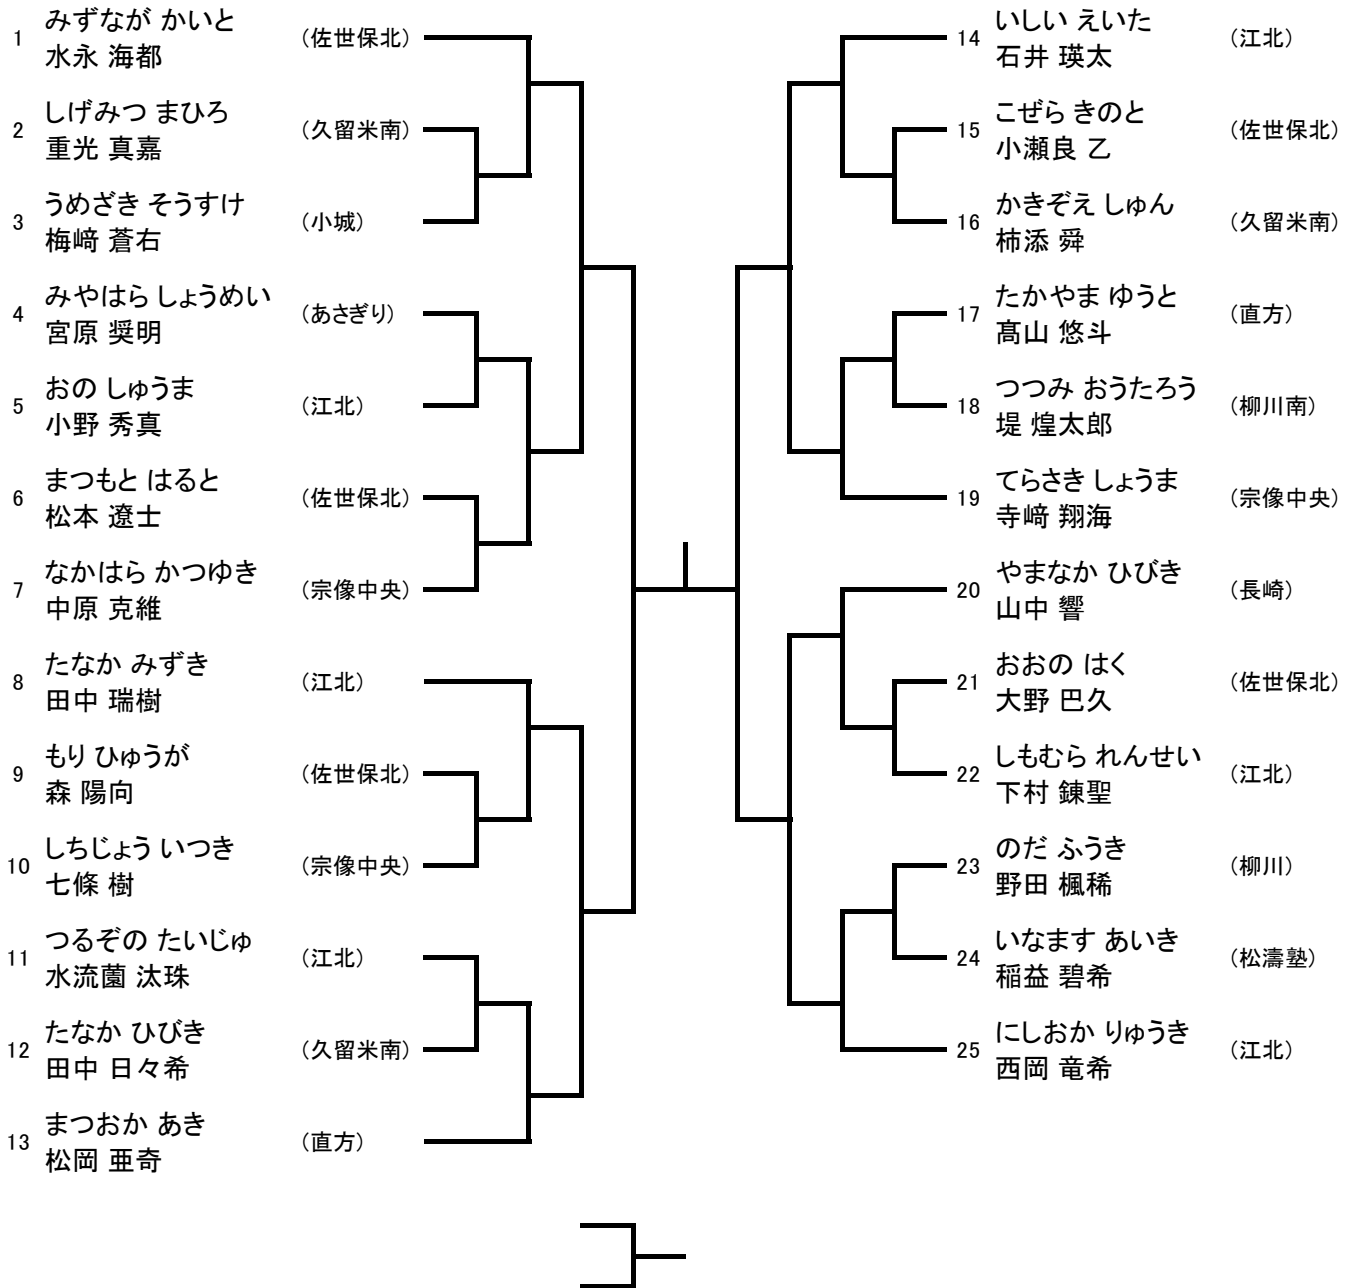 みずなが かいと
1 水永 海都 (佐世保北)
しげみつ まひろ
2 重光 真嘉 (久留米南)
うめざき そうすけ
3 梅﨑 蒼右 (小城)
みやはら しょうめい
4 宮原 奨明 (あさぎり)
おの しゅうま
5 小野 秀真 (江北)
まつもと はると
6 松本 遼士 (佐世保北)
なかはら かつゆき
7 中原 克維 (宗像中央)
たなか みずき
8 田中 瑞樹 (江北)
もり ひゅうが
9 森 陽向 (佐世保北)
しちじょう いつき
10 七條 樹 (宗像中央)
つるぞの たいじゅ
11 水流薗 汰珠 (江北)
たなか ひびき
12 田中 日々希 (久留米南)
まつおか あき
13 松岡 亜奇 (直方)
いしい えいた
14 石井 瑛太 (江北)
こぜら きのと
15 小瀬良 乙 (佐世保北)
かきぞえ しゅん
16 柿添 舜 (久留米南)
たかやま ゆうと
17 髙山 悠斗 (直方)
つつみ おうたろう
18 堤 煌太郎 (柳川南)
てらさき しょうま
19 寺﨑 翔海 (宗像中央)
やまなか ひびき
20 山中 響 (長崎)
おおの はく
21 大野 巴久 (佐世保北)
しもむら れんせい
22 下村 錬聖 (江北)
のだ ふうき
23 野田 楓稀 (柳川)
いなます あいき
24 稲益 碧希 (松濤塾)
にしおか りゅうき
25 西岡 竜希 (江北)